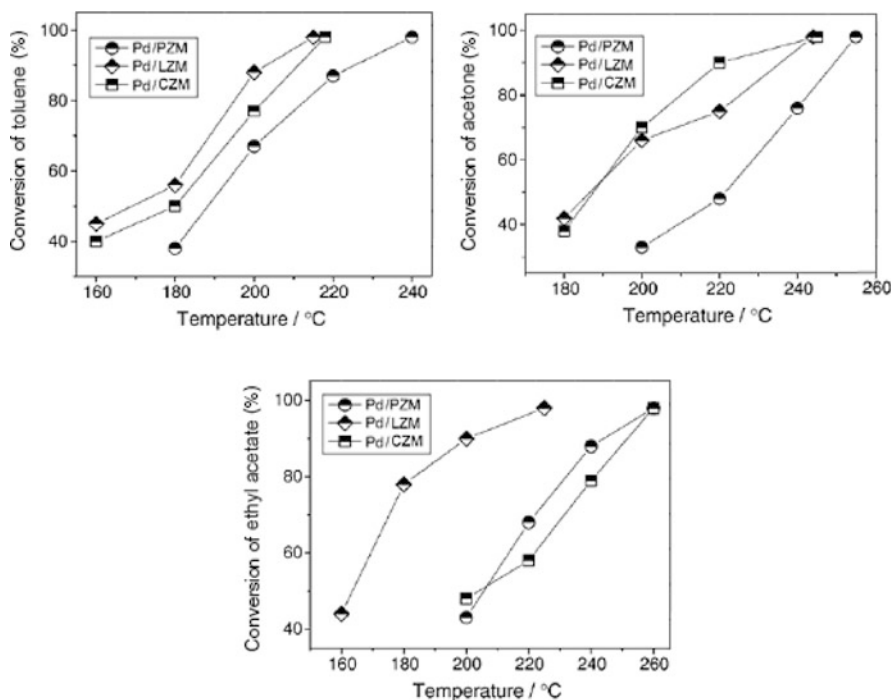 Conversion of toluene (%)
100
80
60
40
Pd/PZM
Pd/LZM
Pd/CZM
160 180 200 220 240
Temperature / °C
Conversion of acetone (%)
100
80
60
40
Pd/PZM
Pd/LZM
Pd/CZM
180 200 220 240 260
Temperature / °C
Conversion of ethyl acetate (%)
100
80
60
40
Pd/PZM
Pd/LZM
Pd/CZM
160 180 200 220 240 260
Temperature / °C